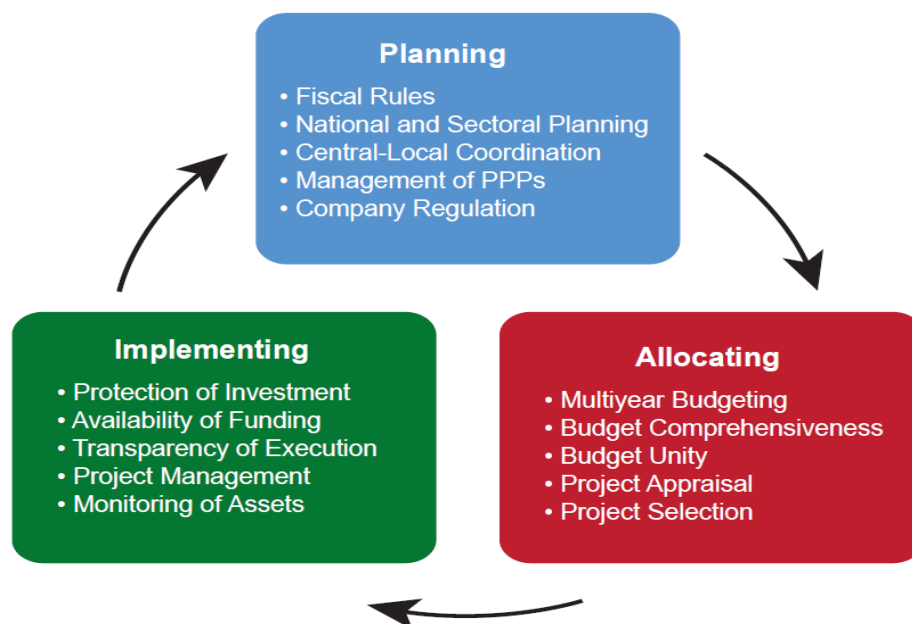 Planning
• Fiscal Rules
• National and Sectoral Planning
• Central-Local Coordination
• Management of PPPs
• Company Regulation
Implementing
• Protection of Investment
• Availability of Funding
• Transparency of Execution
• Project Management
• Monitoring of Assets
Allocating
• Multiyear Budgeting
• Budget Comprehensiveness
• Budget Unity
• Project Appraisal
• Project Selection